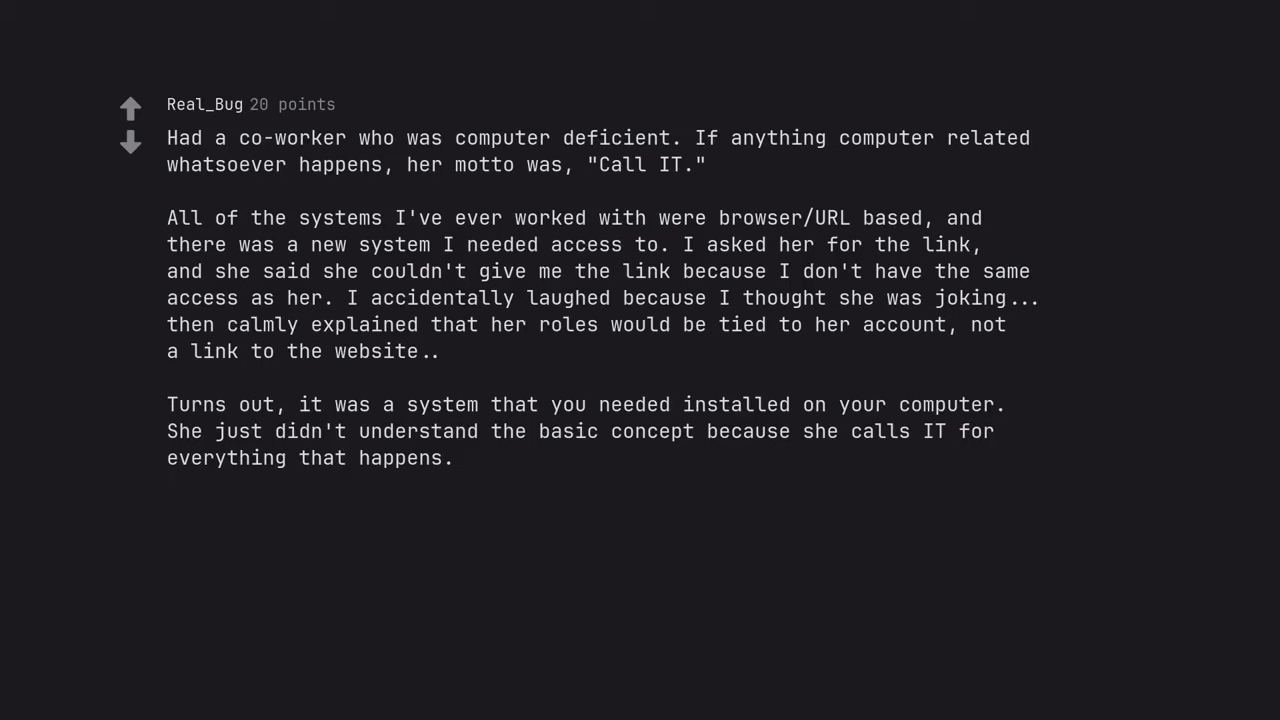 Real_Bug 20 points
Had a co-worker who was computer deficient. If anything computer related
whatsoever happens, her motto was, "Call IT."
All of the systems I've ever worked with were browser/URL based, and
there was a new system I needed access to. I asked her for the link,
and she said she couldn't give me the link because I don't have the same
access as her. I accidentally laughed because I thought she was joking...
then calmly explained that her roles would be tied to her account, not
a link to the website..
Turns out, it was a system that you needed installed on your computer.
She just didn't understand the basic concept because she calls IT for
everything that happens.